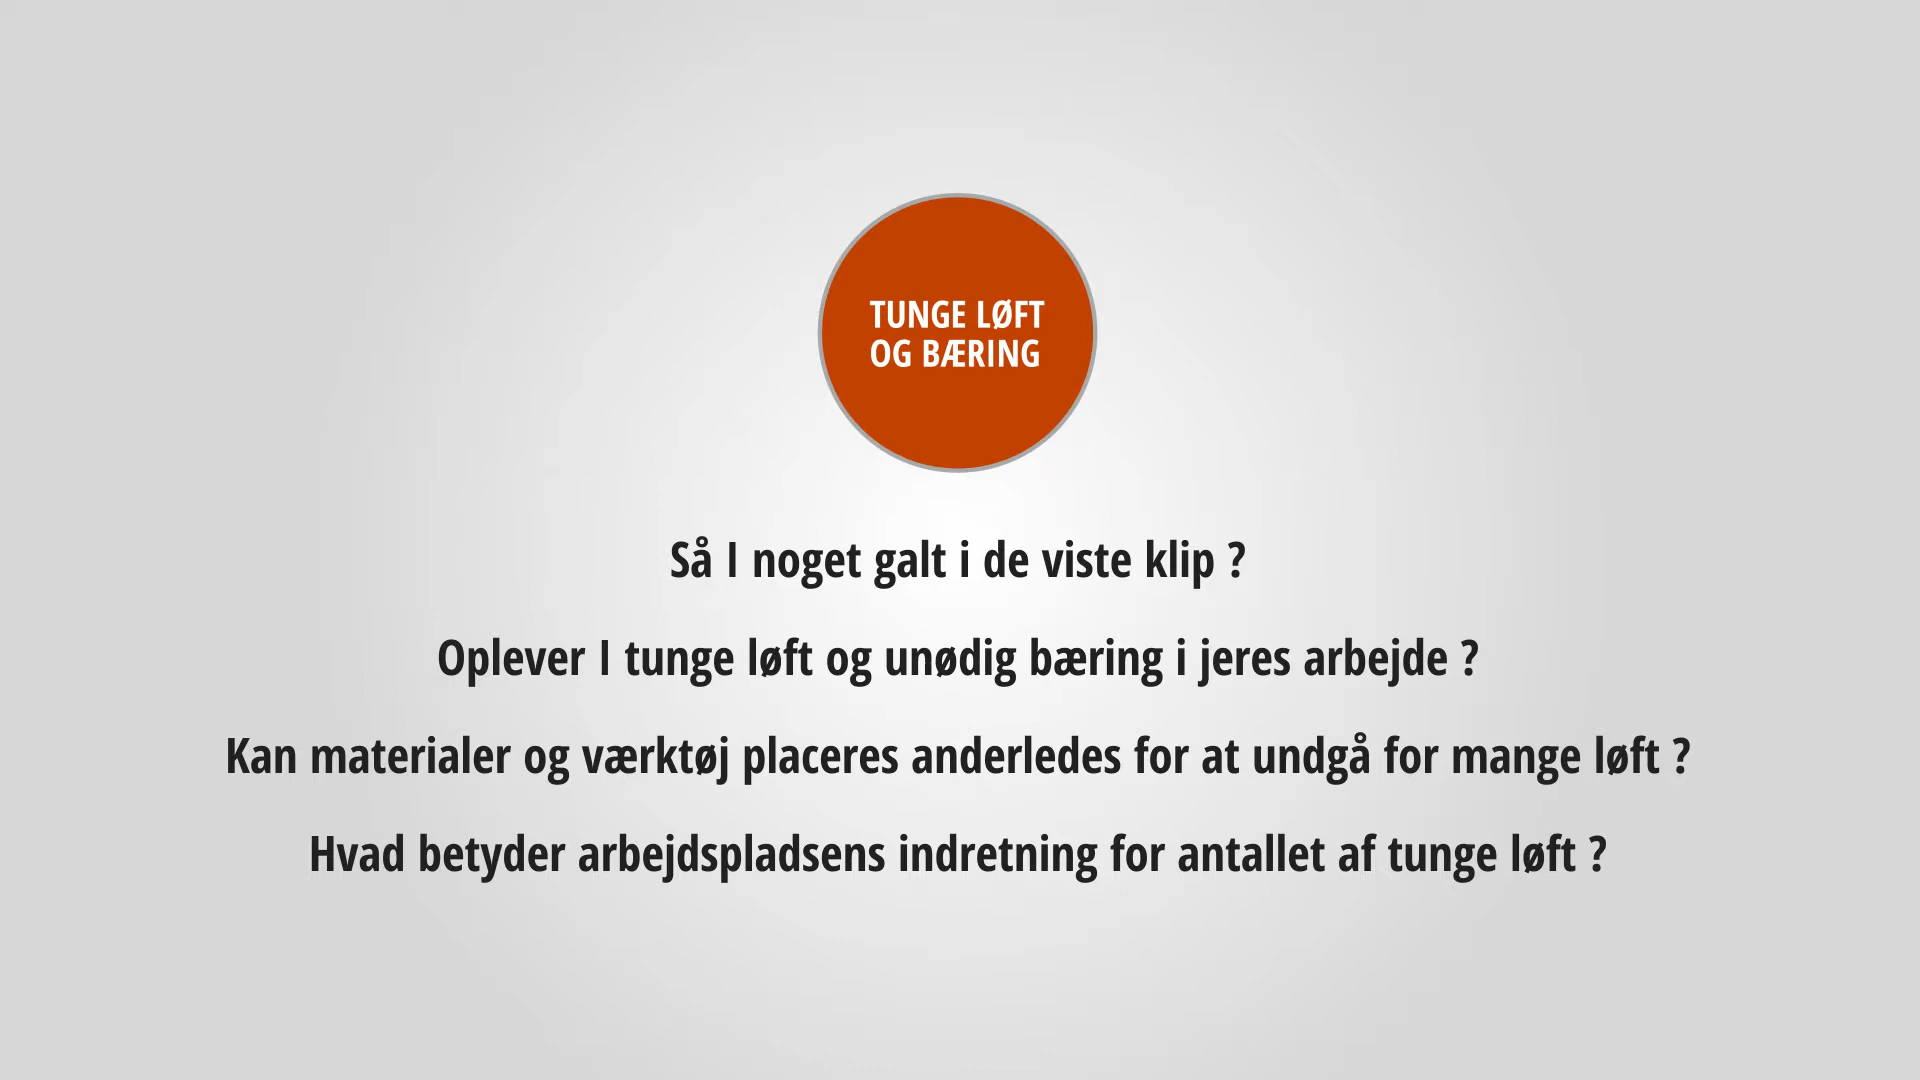 TUNGE LØFT
OG BÆRING
Så I noget galt i de viste klip ?
Oplever I tunge løft og unødig bæring i jeres arbejde ?
Kan materialer og værktøj placeres anderledes for at undgå for mange løft ?
Hvad betyder arbejdspladsens indretning for antallet af tunge løft ?